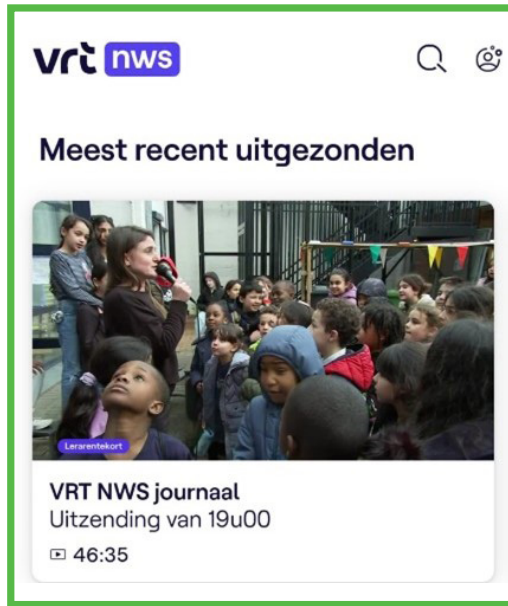 vrt nws
Meest recent uitgezonden
Lerarentekort
VRT NWS journaal
Uitzending van 19u00
46:35